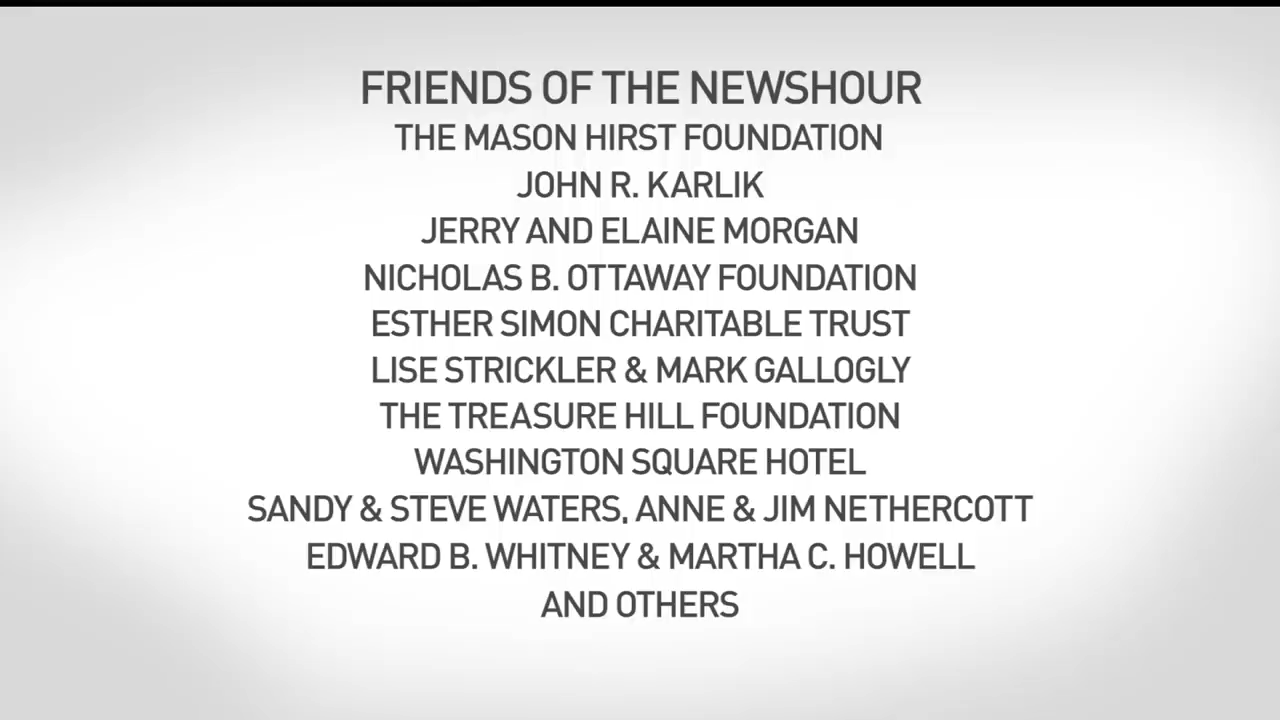 FRIENDS OF THE NEWSHOUR
THE MASON HIRST FOUNDATION
JOHN R. KARLIK
JERRY AND ELAINE MORGAN
NICHOLAS B. OTTAWAY FOUNDATION
ESTHER SIMON CHARITABLE TRUST
LISE STRICKLER & MARK GALLOGLY
THE TREASURE HILL FOUNDATION
WASHINGTON SQUARE HOTEL
SANDY & STEVE WATERS, ANNE & JIM NETHERCOTT
EDWARD B. WHITNEY & MARTHA C. HOWELL
AND OTHERS